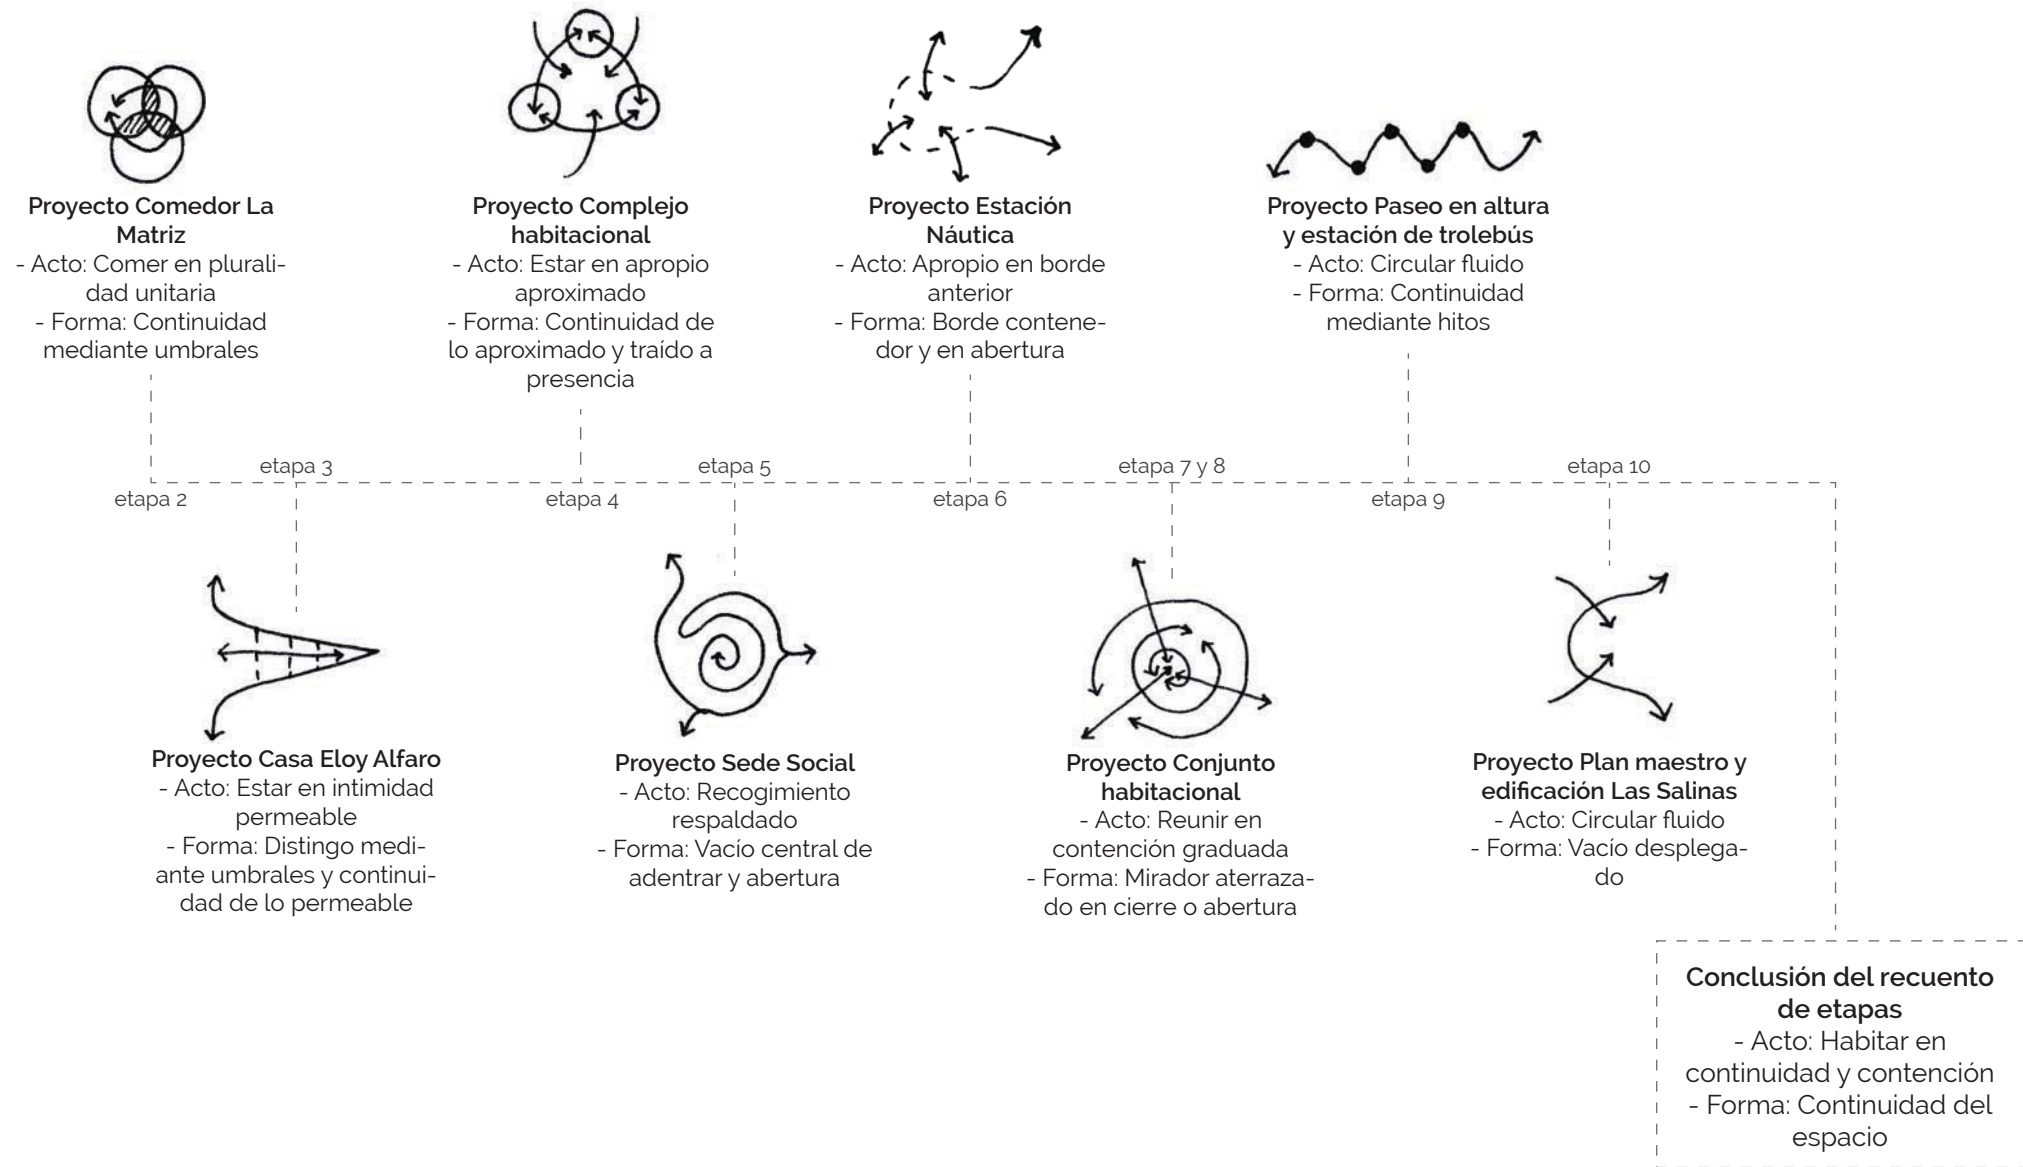 Proyecto Comedor La
Matriz
- Acto: Comer en plurali-
dad unitaria
- Forma: Continuidad
mediante umbrales
Proyecto Complejo
habitacional
- Acto: Estar en apropio
aproximado
- Forma: Continuidad de
lo aproximado y traído a
presencia
Proyecto Estación
Náutica
- Acto: Apropio en borde
anterior
- Forma: Borde contene-
dor y en abertura
Proyecto Paseo en altura
y estación de trolebús
- Acto: Circular fluido
- Forma: Continuidad
mediante hitos
etapa 3
etapa 5
etapa 7 y 8
etapa 10
etapa 2
etapa 4
etapa 6
etapa 9
Proyecto Casa Eloy Alfaro
- Acto: Estar en intimidad
permeable
- Forma: Distingo medi-
ante umbrales y continui-
dad de lo permeable
Proyecto Sede Social
- Acto: Recogimiento
respaldado
- Forma: Vacío central de
adentrar y abertura
Proyecto Conjunto
habitacional
- Acto: Reunir en
contención graduada
- Forma: Mirador aterraza-
do en cierre o abertura
Proyecto Plan maestro y
edificación Las Salinas
- Acto: Circular fluido
- Forma: Vacío desplega-
do
Conclusión del recuento
de etapas
- Acto: Habitar en
continuidad y contención
- Forma: Continuidad del
espacio